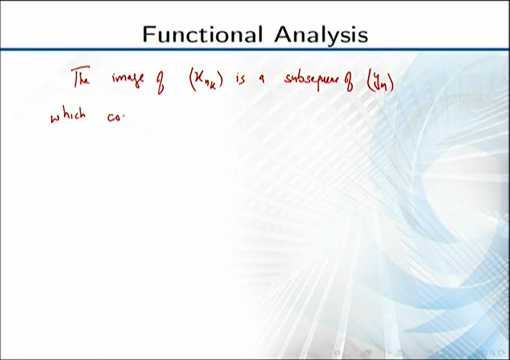 Functional Analysis
The image of (x_{n_k}) is a subsequence of (y_n)
which co